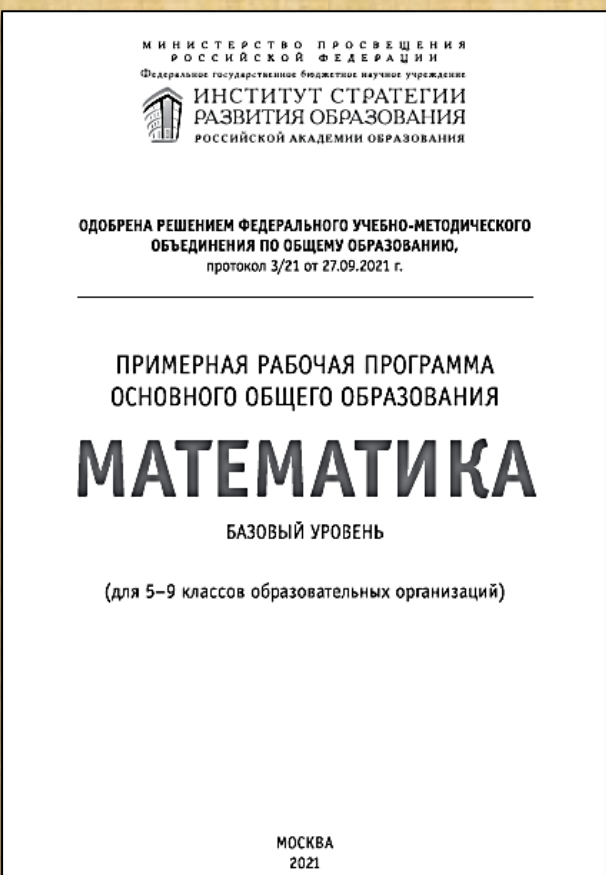 МИНИСТЕРСТВО ПРОСВЕЩЕНИЯ
РОССИЙСКОЙ ФЕДЕРАЦИИ
Федеральное государственное бюджетное научное учреждение
ИНСТИТУТ СТРАТЕГИИ
РАЗВИТИЯ ОБРАЗОВАНИЯ
РОССИЙСКОЙ АКАДЕМИИ ОБРАЗОВАНИЯ
ОДОБРЕНА РЕШЕНИЕМ ФЕДЕРАЛЬНОГО УЧЕБНО-МЕТОДИЧЕСКОГО
ОБЪЕДИНЕНИЯ ПО ОБЩЕМУ ОБРАЗОВАНИЮ,
протокол 3/21 от 27.09.2021 г.
ПРИМЕРНАЯ РАБОЧАЯ ПРОГРАММА
ОСНОВНОГО ОБЩЕГО ОБРАЗОВАНИЯ
МАТЕМАТИКА
БАЗОВЫЙ УРОВЕНЬ
(для 5–9 классов образовательных организаций)
МОСКВА
2021